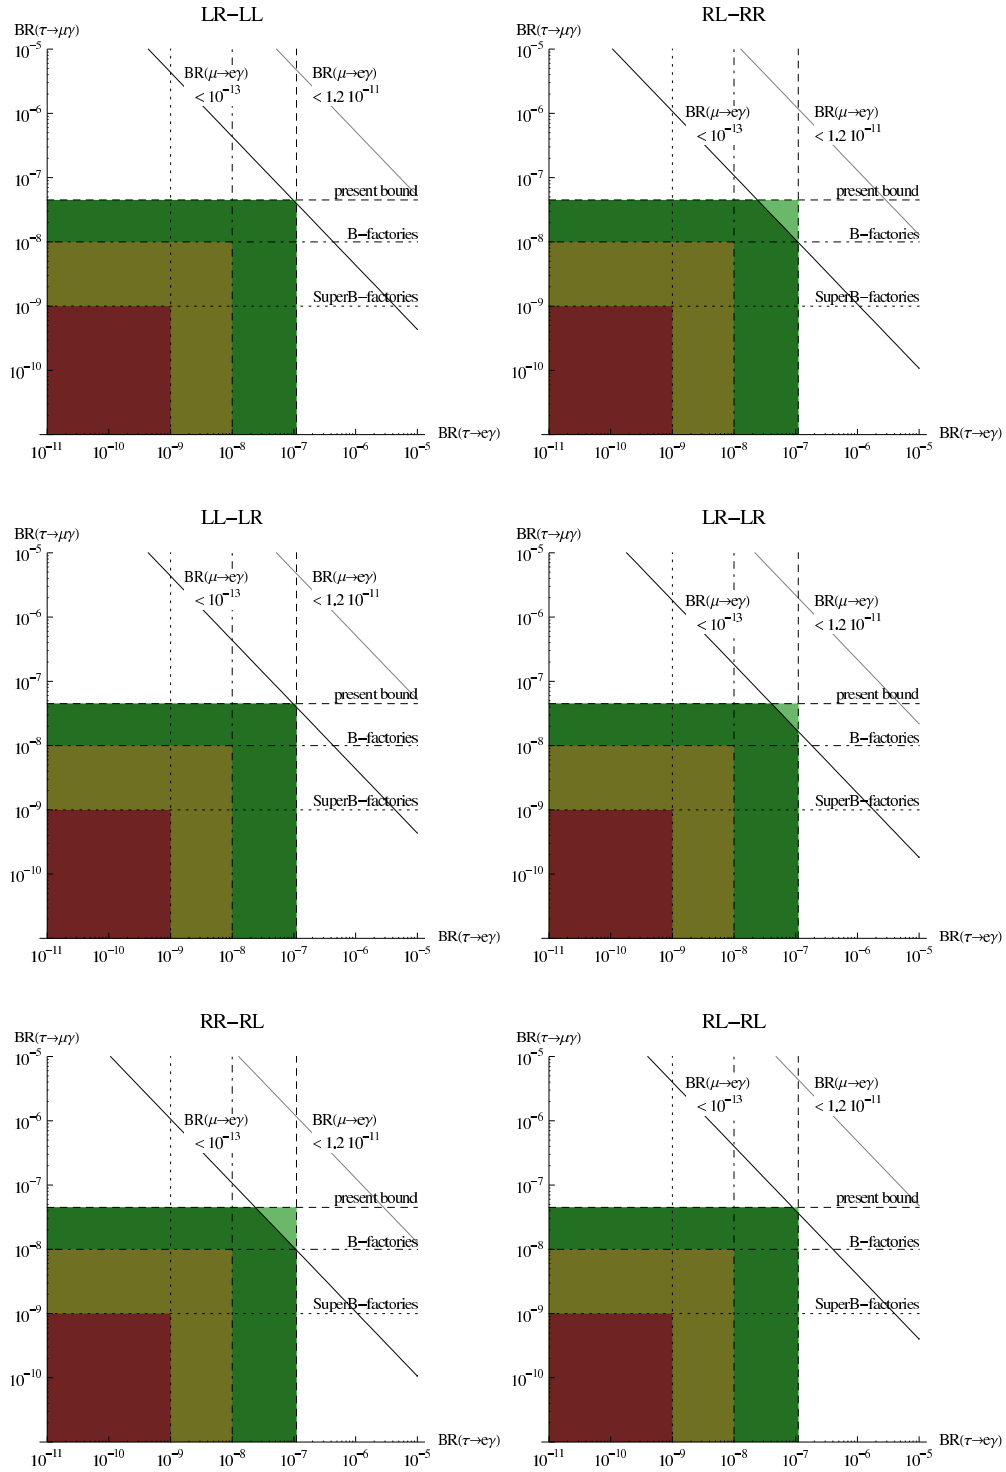 LR−LL
BR(τ→μγ)
10⁻⁵
BR(μ→eγ)
< 10⁻¹³
BR(μ→eγ)
< 1.2 10⁻¹¹
10⁻⁶
10⁻⁷
present bound
10⁻⁸
B−factories
10⁻⁹
SuperB−factories
10⁻¹⁰
10⁻¹¹ 10⁻¹⁰ 10⁻⁹ 10⁻⁸ 10⁻⁷ 10⁻⁶ 10⁻⁵
BR(τ→eγ)
RL−RR
BR(τ→μγ)
10⁻⁵
10⁻⁶
BR(μ→eγ)
< 10⁻¹³
BR(μ→eγ)
< 1.2 10⁻¹¹
10⁻⁷
present bound
10⁻⁸
B−factories
10⁻⁹
SuperB−factories
10⁻¹⁰
10⁻¹¹ 10⁻¹⁰ 10⁻⁹ 10⁻⁸ 10⁻⁷ 10⁻⁶ 10⁻⁵
BR(τ→eγ)
LL−LR
BR(τ→μγ)
10⁻⁵
BR(μ→eγ)
< 10⁻¹³
BR(μ→eγ)
< 1.2 10⁻¹¹
10⁻⁶
10⁻⁷
present bound
10⁻⁸
B−factories
10⁻⁹
SuperB−factories
10⁻¹⁰
10⁻¹¹ 10⁻¹⁰ 10⁻⁹ 10⁻⁸ 10⁻⁷ 10⁻⁶ 10⁻⁵
BR(τ→eγ)
LR−LR
BR(τ→μγ)
10⁻⁵
10⁻⁶
BR(μ→eγ)
< 10⁻¹³
BR(μ→eγ)
< 1.2 10⁻¹¹
10⁻⁷
present bound
10⁻⁸
B−factories
10⁻⁹
SuperB−factories
10⁻¹⁰
10⁻¹¹ 10⁻¹⁰ 10⁻⁹ 10⁻⁸ 10⁻⁷ 10⁻⁶ 10⁻⁵
BR(τ→eγ)
RR−RL
BR(τ→μγ)
10⁻⁵
10⁻⁶
BR(μ→eγ)
< 10⁻¹³
BR(μ→eγ)
< 1.2 10⁻¹¹
10⁻⁷
present bound
10⁻⁸
B−factories
10⁻⁹
SuperB−factories
10⁻¹⁰
10⁻¹¹ 10⁻¹⁰ 10⁻⁹ 10⁻⁸ 10⁻⁷ 10⁻⁶ 10⁻⁵
BR(τ→eγ)
RL−RL
BR(τ→μγ)
10⁻⁵
BR(μ→eγ)
< 10⁻¹³
BR(μ→eγ)
< 1.2 10⁻¹¹
10⁻⁶
10⁻⁷
present bound
10⁻⁸
B−factories
10⁻⁹
SuperB−factories
10⁻¹⁰
10⁻¹¹ 10⁻¹⁰ 10⁻⁹ 10⁻⁸ 10⁻⁷ 10⁻⁶ 10⁻⁵
BR(τ→eγ)